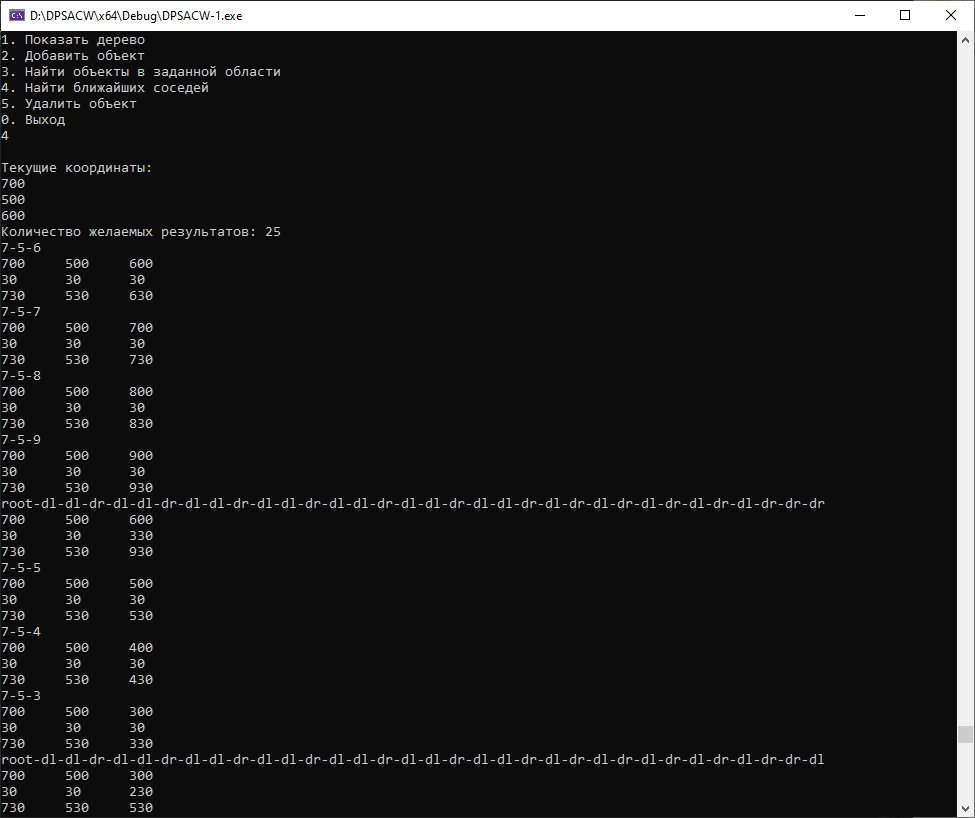 D:\DPSACW\x64\Debug\DPSACW-1.exe
1. Показать дерево
2. Добавить объект
3. Найти объекты в заданной области
4. Найти ближайших соседей
5. Удалить объект
0. Выход
4
Текущие координаты:
700
500
600
Количество желаемых результатов: 25
7-5-6
700 500 600
30 30 30
730 530 630
7-5-7
700 500 700
30 30 30
730 530 730
7-5-8
700 500 800
30 30 30
730 530 830
7-5-9
700 500 900
30 30 30
730 530 930
root-dl-dl-dr-dl-dl-dr-dl-dl-dr-dl-dl-dr-dl-dl-dr-dl-dl-dr-dl-dl-dr-dl-dr-dl-dr-dl-dr-dl-dr-dl-dr-dr
700 500 600
30 30 330
730 530 930
7-5-5
700 500 500
30 30 30
730 530 530
7-5-4
700 500 400
30 30 30
730 530 430
7-5-3
700 500 300
30 30 30
730 530 330
root-dl-dl-dr-dl-dl-dr-dl-dl-dr-dl-dl-dr-dl-dl-dr-dl-dl-dr-dl-dl-dr-dl-dr-dl-dr-dl-dr-dl-dr-dl-dr-dr-dl
700 500 300
30 30 230
730 530 530